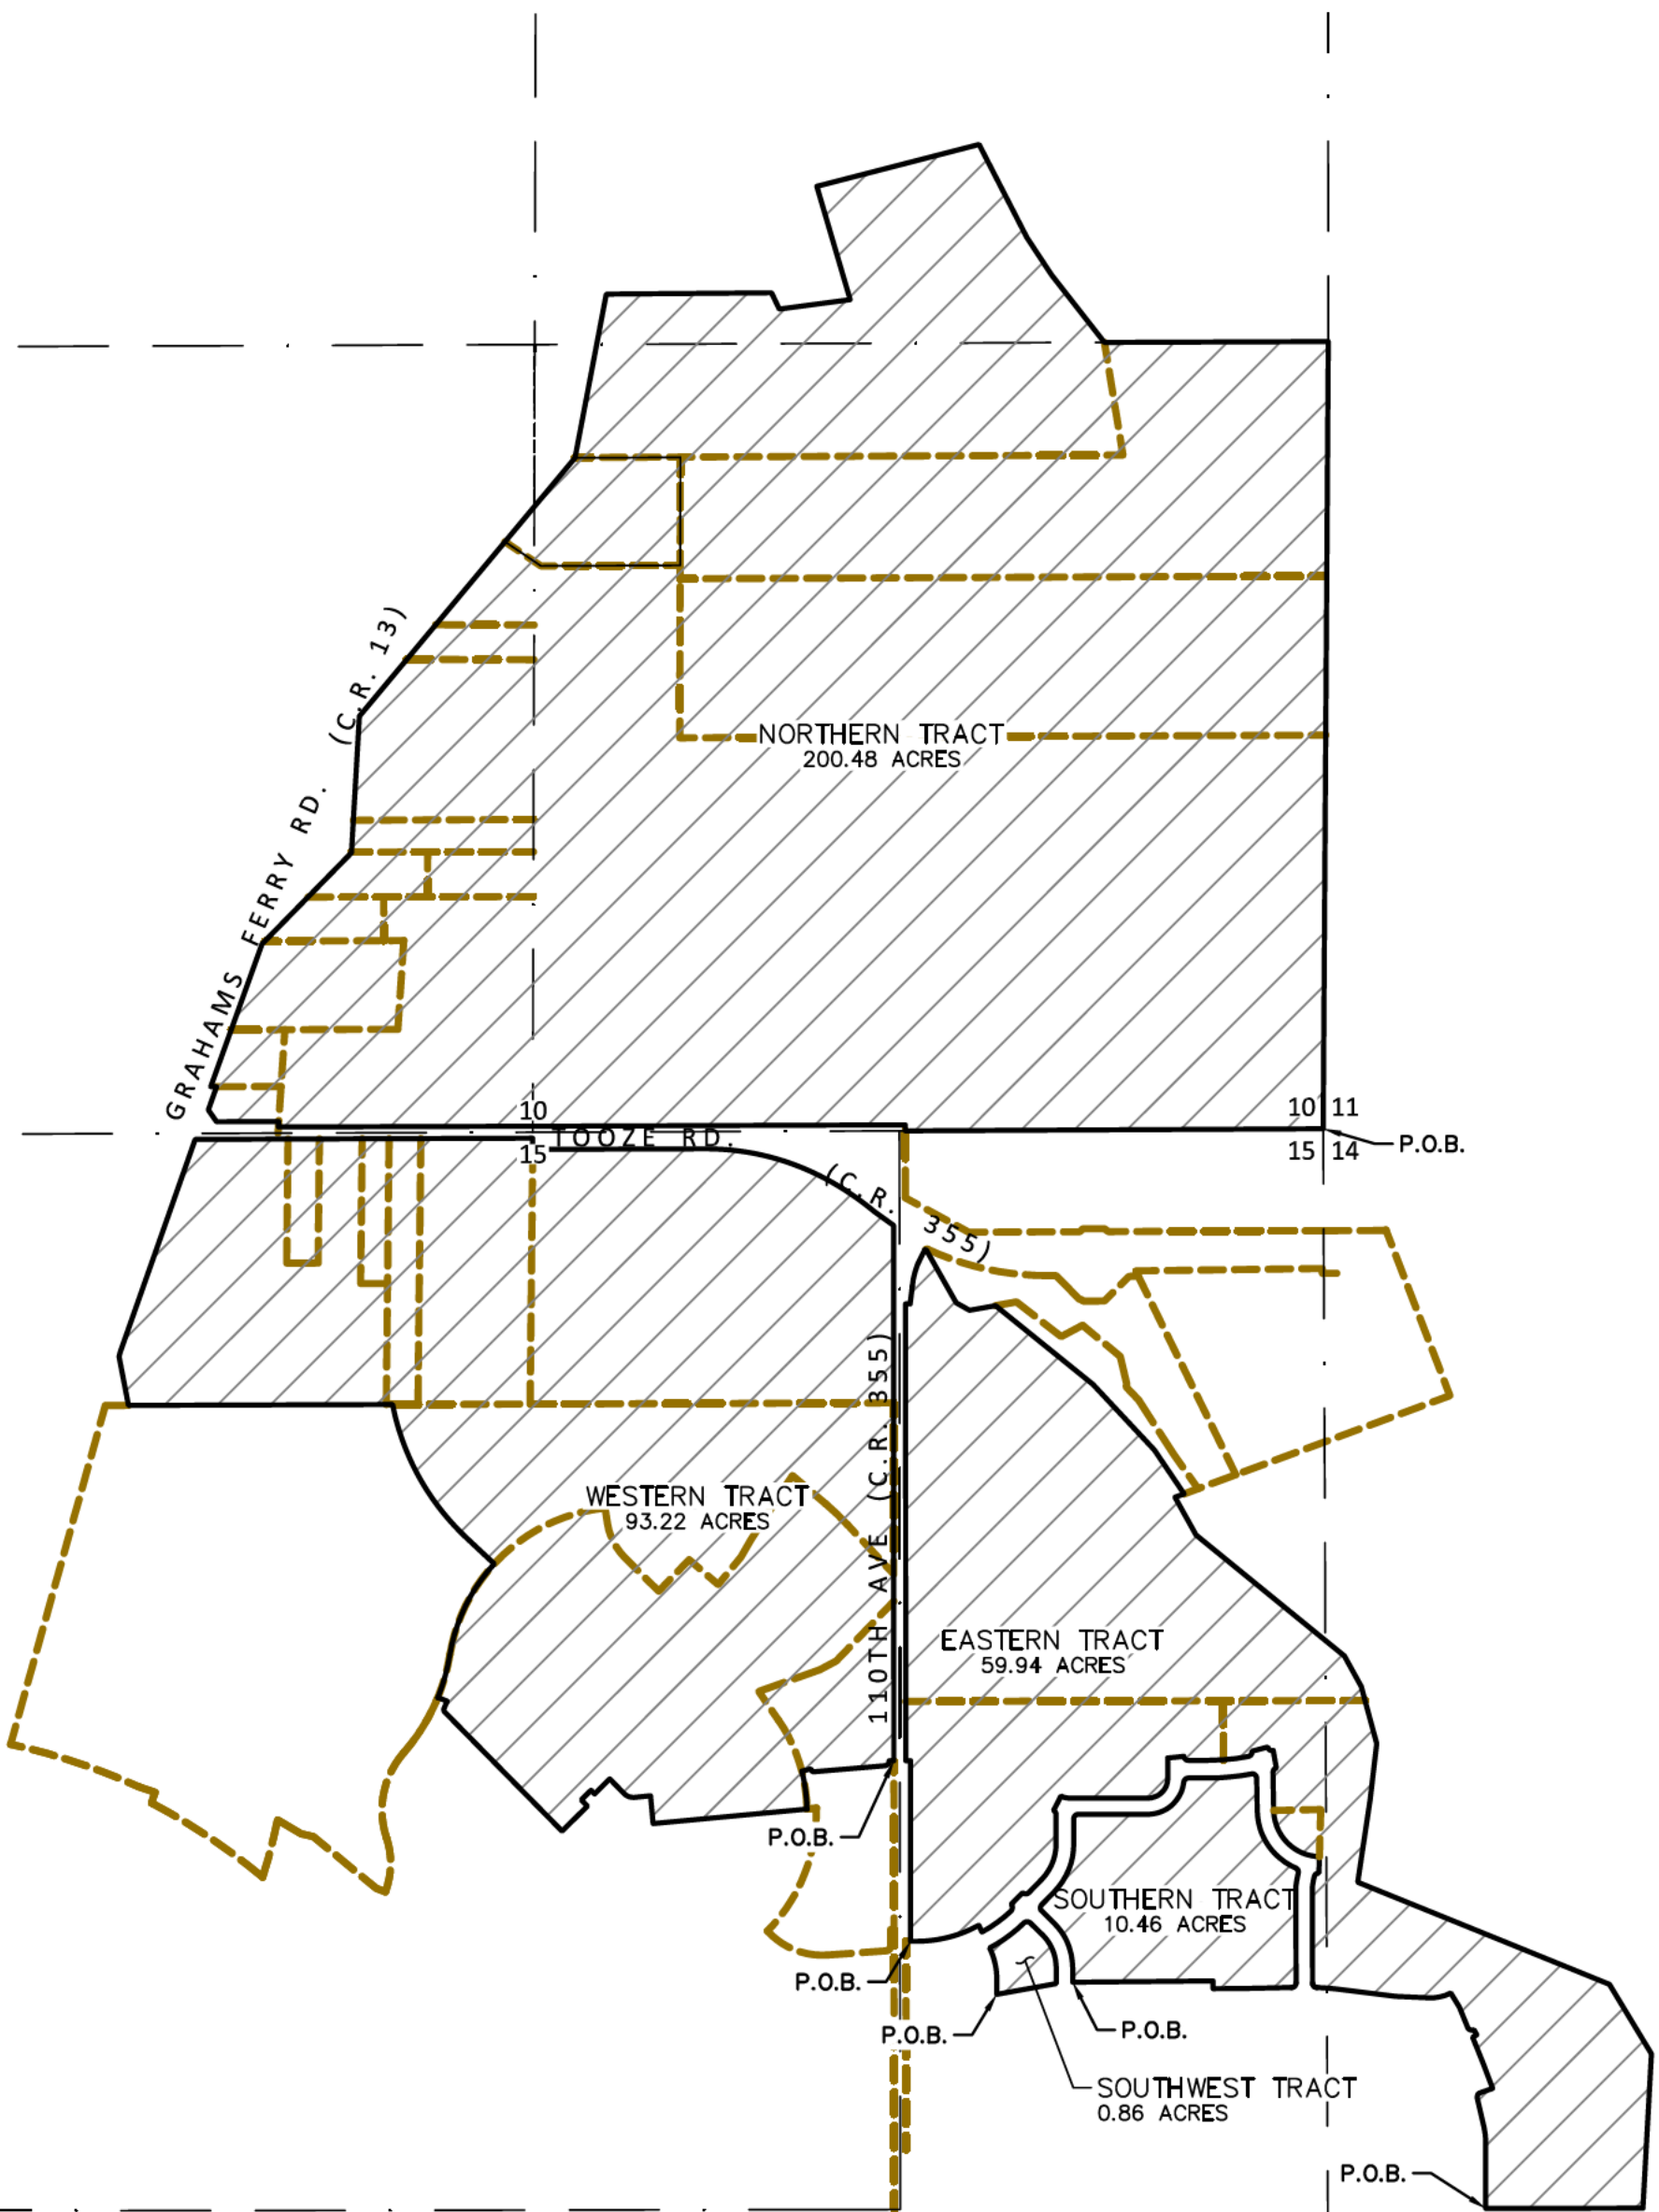 GRAHAMS FERRY RD. (C.R. 13)
NORTHERN TRACT
200.48 ACRES
10
10 11
15 14
P.O.B.
TOOZE RD. (C.R. 355)
15
110TH AVE (C.R. 355)
WESTERN TRACT
93.22 ACRES
EASTERN TRACT
59.94 ACRES
P.O.B.
SOUTHERN TRACT
10.46 ACRES
P.O.B.
P.O.B.
P.O.B.
SOUTHWEST TRACT
0.86 ACRES
P.O.B.